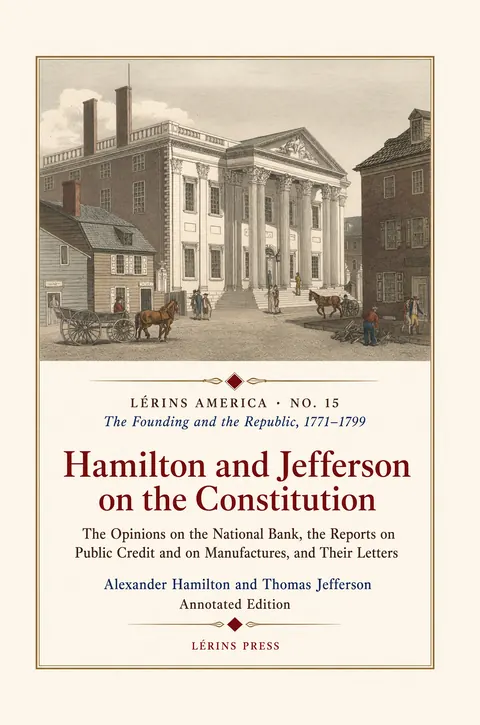 LÉRINS AMERICA · NO. 15
The Founding and the Republic, 1771–1799
Hamilton and Jefferson
on the Constitution
The Opinions on the National Bank, the Reports on
Public Credit and on Manufactures, and Their Letters
Alexander Hamilton and Thomas Jefferson
Annotated Edition
LÉRINS PRESS